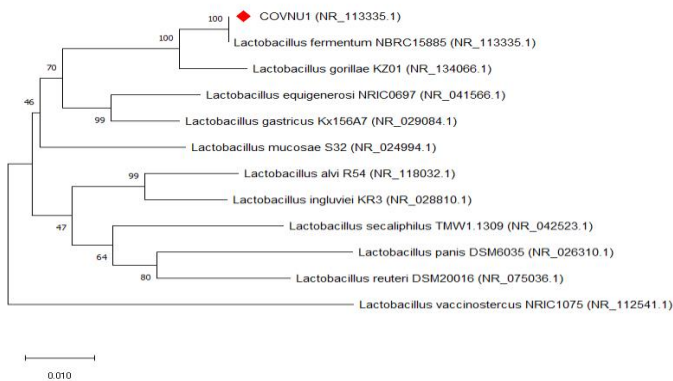 100
COVNU1 (NR_113335.1)
100
Lactobacillus fermentum NBRC15885 (NR_113335.1)
70
Lactobacillus gorillae KZ01 (NR_134066.1)
46
Lactobacillus equigenerosi NRIC0697 (NR_041566.1)
99
Lactobacillus gastricus Kx156A7 (NR_029084.1)
Lactobacillus mucosae S32 (NR_024994.1)
99
Lactobacillus alvi R54 (NR_118032.1)
Lactobacillus ingluviei KR3 (NR_028810.1)
47
Lactobacillus secaliphilus TMW1.1309 (NR_042523.1)
64
Lactobacillus panis DSM6035 (NR_026310.1)
80
Lactobacillus reuteri DSM20016 (NR_075036.1)
Lactobacillus vaccinostercus NRIC1075 (NR_112541.1)
0.010